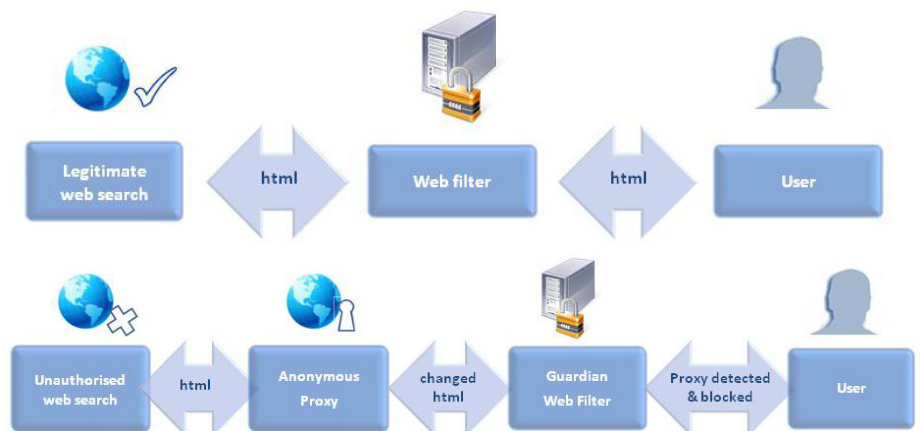 Legitimate
web search
html
Web filter
html
User
Unauthorised
web search
html
Anonymous
Proxy
changed
html
Guardian
Web Filter
Proxy detected
& blocked
User